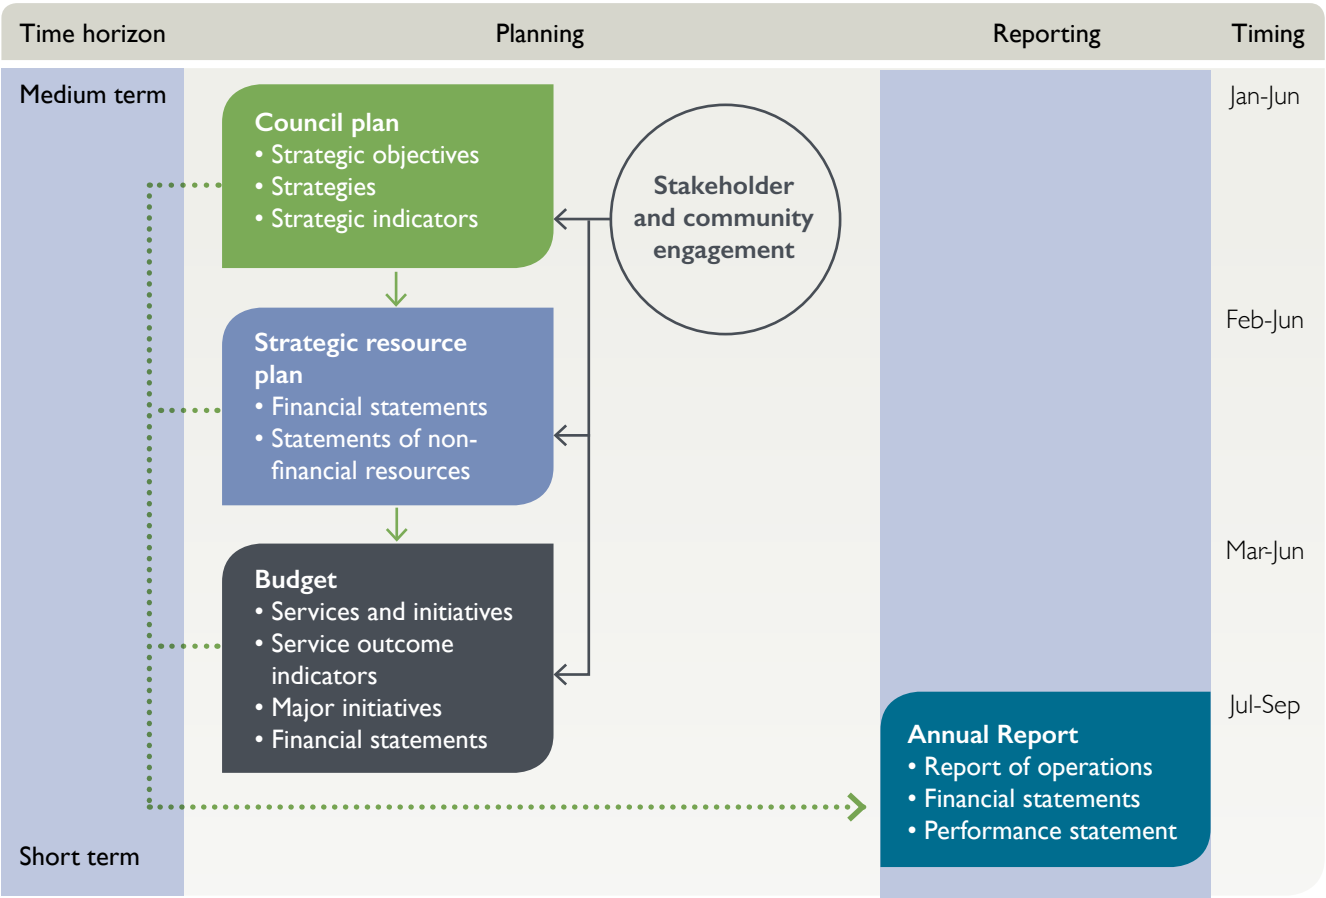 Time horizon
Planning
Reporting
Timing
Medium term
Jan-Jun
Council plan
• Strategic objectives
• Strategies
• Strategic indicators
Stakeholder
and community
engagement
Feb-Jun
Strategic resource
plan
• Financial statements
• Statements of non-
financial resources
Mar-Jun
Budget
• Services and initiatives
• Service outcome
indicators
• Major initiatives
• Financial statements
Jul-Sep
Annual Report
• Report of operations
• Financial statements
• Performance statement
Short term